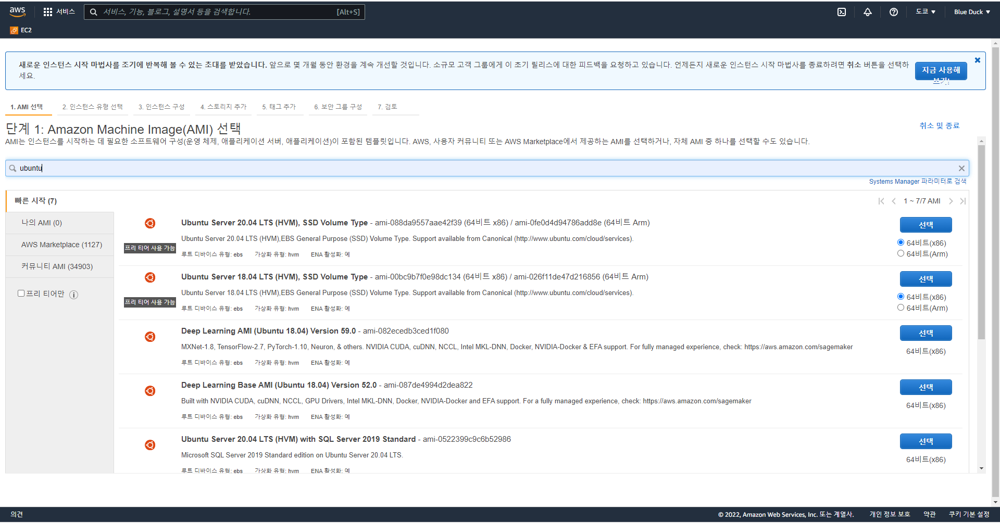 aws
서비스
서비스, 기능, 블로그, 설명서 등을 검색합니다.
[Alt+S]
도쿄 ▼
Blue Duck ▼
EC2
새로운 인스턴스 시작 마법사를 조기에 반복해 볼 수 있는 초대를 받았습니다. 앞으로 몇 개월 동안 환경을 계속 개선할 것입니다. 소규모 고객 그룹에게 이 초기 릴리스에 대한 피드백을 요청하고 있습니다. 언제든지 새로운 인스턴스 시작 마법사를 종료하려면 취소 버튼을 선택하
세요.
지금 사용해
보기!
1. AMI 선택
2. 인스턴스 유형 선택
3. 인스턴스 구성
4. 스토리지 추가
5. 태그 추가
6. 보안 그룹 구성
7. 검토
단계 1: Amazon Machine Image(AMI) 선택
취소 및 종료
AMI는 인스턴스를 시작하는 데 필요한 소프트웨어 구성(운영 체제, 애플리케이션 서버, 애플리케이션)이 포함된 템플릿입니다. AWS, 사용자 커뮤니티 또는 AWS Marketplace에서 제공하는 AMI를 선택하거나, 자체 AMI 중 하나를 선택할 수도 있습니다.
ubuntu
Systems Manager 파라미터로 검색
빠른 시작 (7)
1 ~ 7/7 AMI
나의 AMI (0)
AWS Marketplace (1127)
커뮤니티 AMI (34903)
프리 티어만
Ubuntu Server 20.04 LTS (HVM), SSD Volume Type - ami-088da9557aae42f39 (64비트 x86) / ami-0fe0d4d94786add8e (64비트 Arm)
프리 티어 사용 가능
Ubuntu Server 20.04 LTS (HVM),EBS General Purpose (SSD) Volume Type. Support available from Canonical (http://www.ubuntu.com/cloud/services).
루트 디바이스 유형: ebs 가상화 유형: hvm ENA 활성화: 예
선택
64비트(x86)
64비트(Arm)
Ubuntu Server 18.04 LTS (HVM), SSD Volume Type - ami-00bc9b7f0e98dc134 (64비트 x86) / ami-026f11de47d216856 (64비트 Arm)
프리 티어 사용 가능
Ubuntu Server 18.04 LTS (HVM),EBS General Purpose (SSD) Volume Type. Support available from Canonical (http://www.ubuntu.com/cloud/services).
루트 디바이스 유형: ebs 가상화 유형: hvm ENA 활성화: 예
선택
64비트(x86)
64비트(Arm)
Deep Learning AMI (Ubuntu 18.04) Version 59.0 - ami-082ecedb3ced1f080
MXNet-1.8, TensorFlow-2.7, PyTorch-1.10, Neuron, & others. NVIDIA CUDA, cuDNN, NCCL, Intel MKL-DNN, Docker, NVIDIA-Docker & EFA support. For fully managed experience, check: https://aws.amazon.com/sagemaker
루트 디바이스 유형: ebs 가상화 유형: hvm ENA 활성화: 예
선택
64비트(x86)
Deep Learning Base AMI (Ubuntu 18.04) Version 52.0 - ami-087de4994d2dea822
Built with NVIDIA CUDA, cuDNN, NCCL, GPU Drivers, Intel MKL-DNN, Docker, NVIDIA-Docker and EFA support. For a fully managed experience, check: https://aws.amazon.com/sagemaker
루트 디바이스 유형: ebs 가상화 유형: hvm ENA 활성화: 예
선택
64비트(x86)
Ubuntu Server 20.04 LTS (HVM) with SQL Server 2019 Standard - ami-0522399c9c6b52986
Microsoft SQL Server 2019 Standard edition on Ubuntu Server 20.04 LTS.
루트 디바이스 유형: ebs 가상화 유형: hvm ENA 활성화: 예
선택
64비트(x86)
의견
© 2022, Amazon Web Services, Inc. 또는 계열사.
개인 정보 보호
약관
쿠키 기본 설정